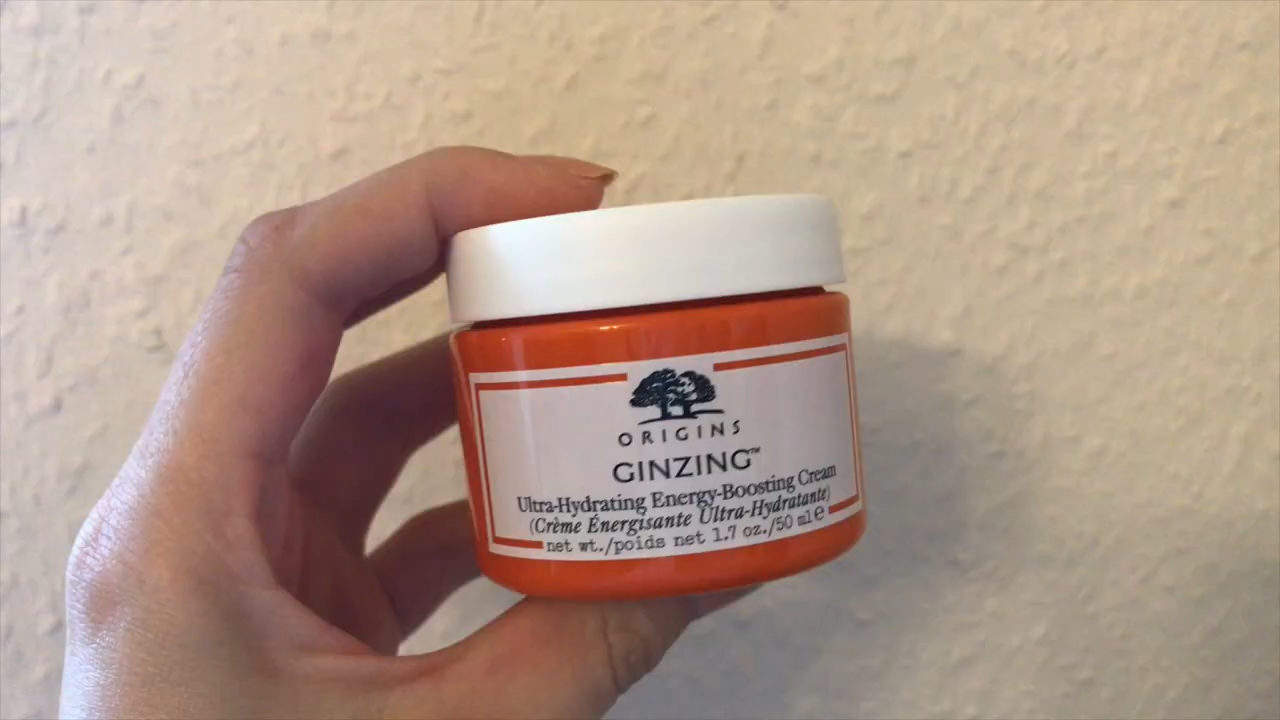 ORIGINS
GINZING™
Ultra-Hydrating Energy-Boosting Cream
(Crème Énergisante Ultra-Hydratante)
net wt./poids net 1.7 oz./50 ml ℮